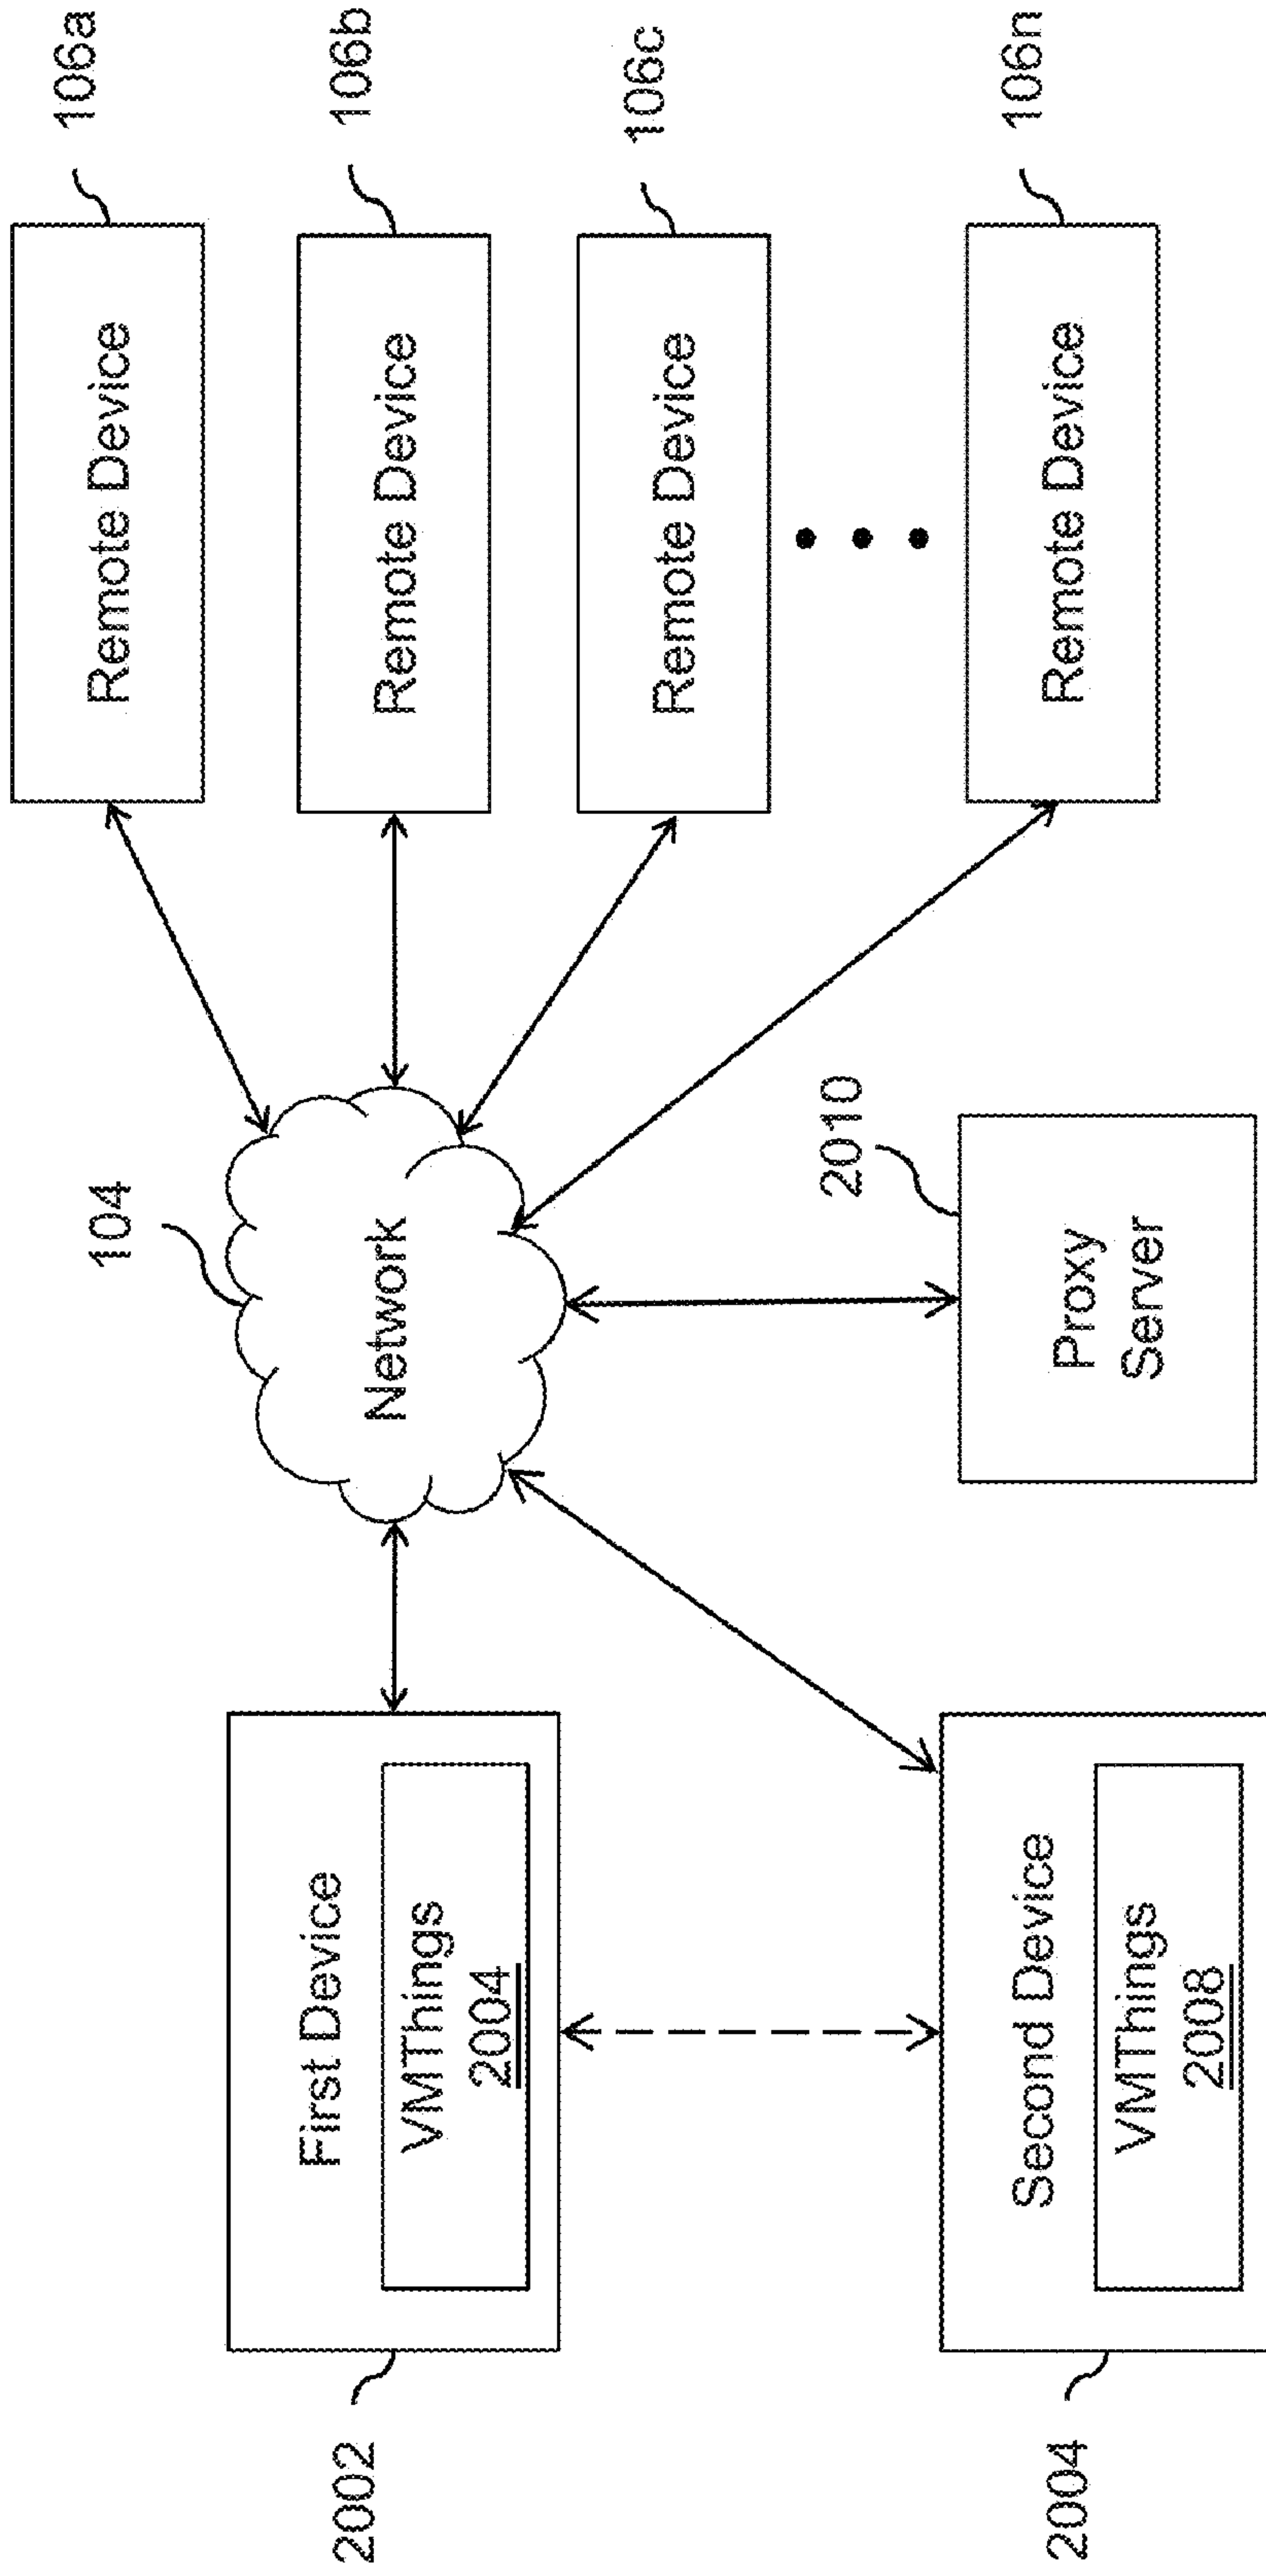 First Device
VMThings
2004
2002
Second Device
VMThings
2008
2004
104
Network
Proxy
Server
2010
Remote Device
106a
Remote Device
106b
Remote Device
106c
Remote Device
106n